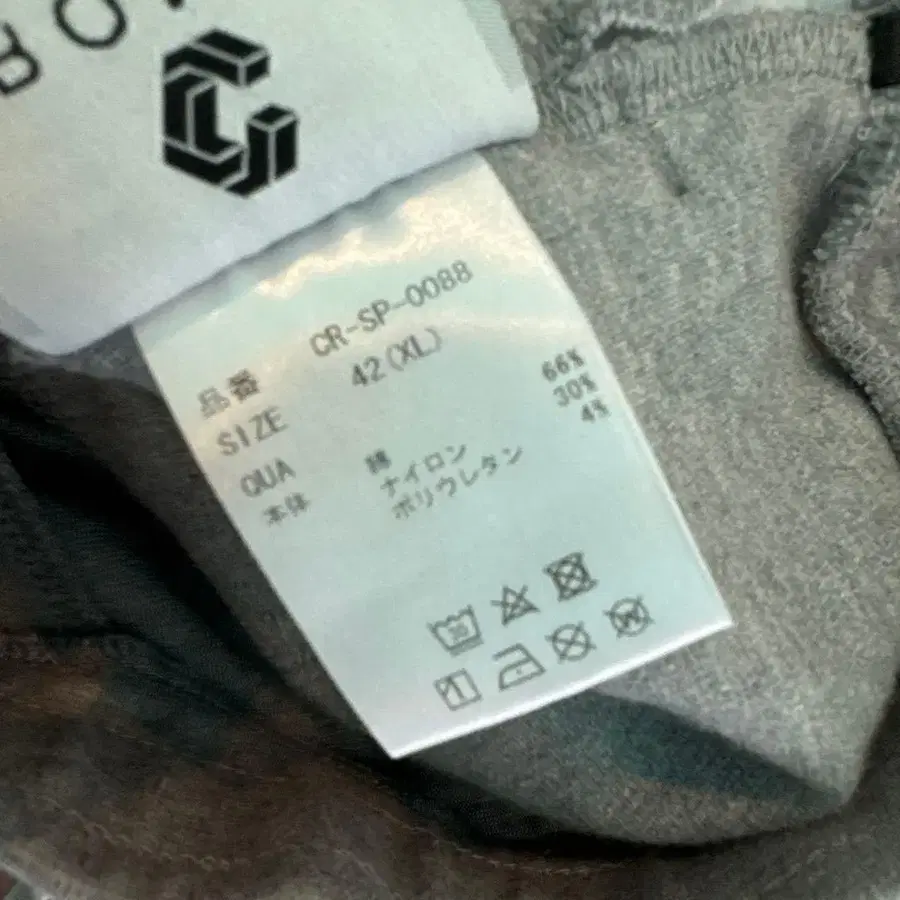 品番 CR-SP-0088
SIZE 42(XL)
QUA
本体 綿 66%
ナイロン 30%
ポリウレタン 4%
30